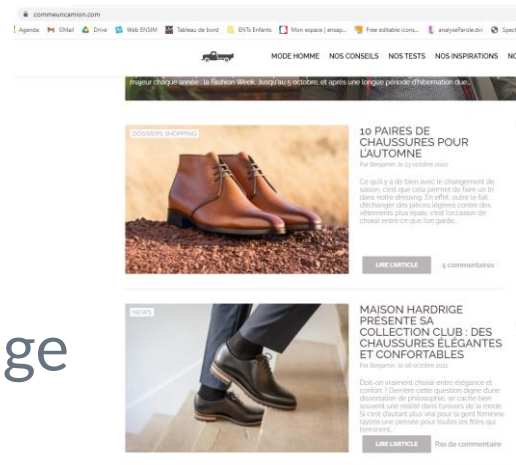 commeuncamion.com
Agenda EMail Drive Web ENSIM Tableau de bord ENTs Enfants Mon espace | ensap... Free editable icons... analyseParole.dvi Spect
MODE HOMME NOS CONSEILS NOS TESTS NOS INSPIRATIONS NO
majeur chaque année : la Fashion Week. Jusqu'au 5 octobre, et après une longue période d'hibernation due...
DOSSIERS SHOPPING
10 PAIRES DE
CHAUSSURES POUR
L'AUTOMNE
Par Benjamin, le 23 octobre 2021
Ce qu'il y a de bien avec le changement de
saison, c'est que cela permet de faire un tri
dans notre dressing. En effet, outre le fait
d'échanger des pièces légères contre des
vêtements plus épais, c'est l'occasion de
choisir entre ce que l'on garde...
LIRE L'ARTICLE 5 commentaires
ge
NEWS
MAISON HARDRIGE
PRÉSENTE SA
COLLECTION CLUB : DES
CHAUSSURES ÉLÉGANTES
ET CONFORTABLES
Par Benjamin, le 06 octobre 2021
Doit-on vraiment choisir entre élégance et
confort ? Derrière cette question digne d'une
dissertation de philosophie, se cache bien
souvent une réalité dans l'univers de la mode.
Si c'est d'autant plus vrai pour la gent féminine
(ayons une pensée pour toutes les fêtes qui
terminent...
LIRE L'ARTICLE Pas de commentaire